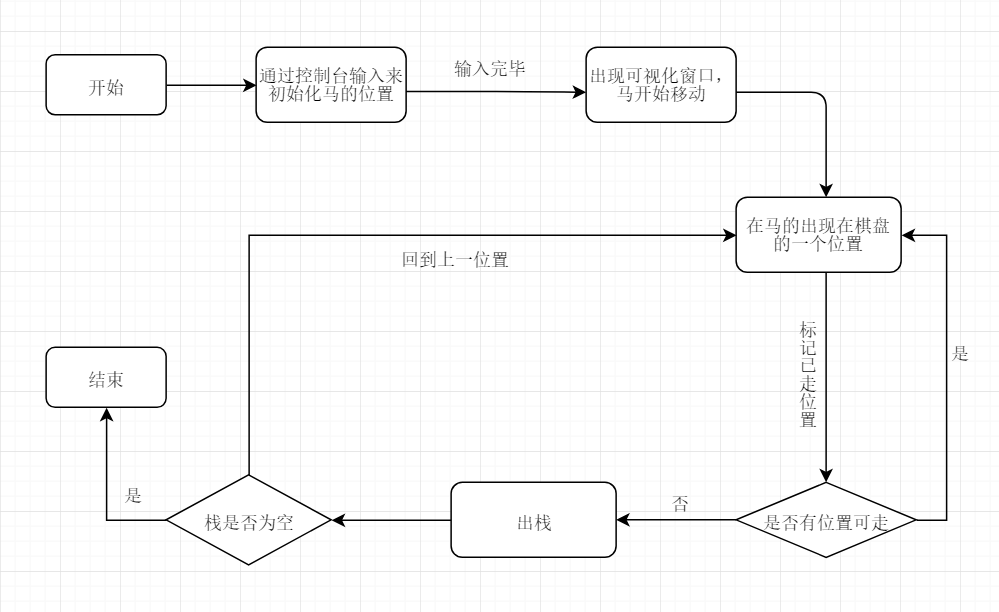 开始
通过控制台输入来
初始化马的位置
输入完毕
出现可视化窗口，
马开始移动
在马的出现在棋盘
的一个位置
回到上一位置
标记已走位置
是
结束
是
栈是否为空
出栈
否
是否有位置可走